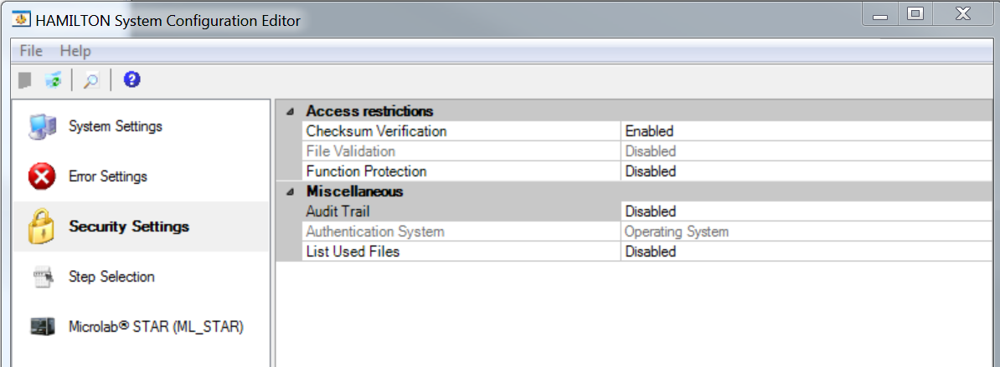 HAMILTON System Configuration Editor
File Help
System Settings
Error Settings
Security Settings
Step Selection
Microlab® STAR (ML_STAR)
Access restrictions
Checksum Verification Enabled
File Validation Disabled
Function Protection Disabled
Miscellaneous
Audit Trail Disabled
Authentication System Operating System
List Used Files Disabled